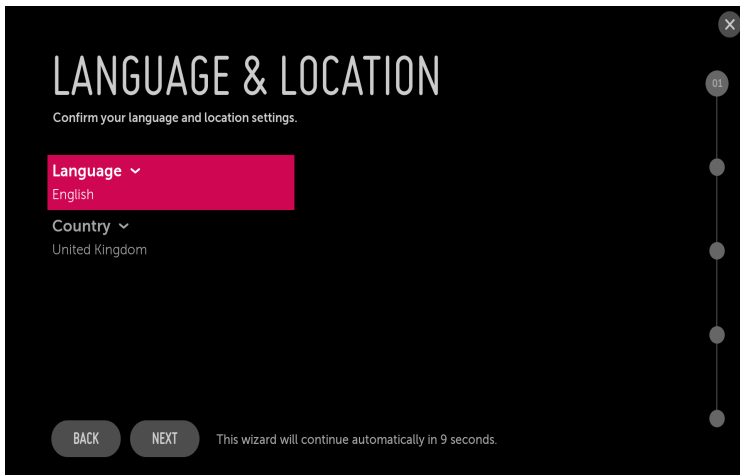 LANGUAGE & LOCATION
01
Confirm your language and location settings.
Language
English
Country
United Kingdom
BACK NEXT This wizard will continue automatically in 9 seconds.